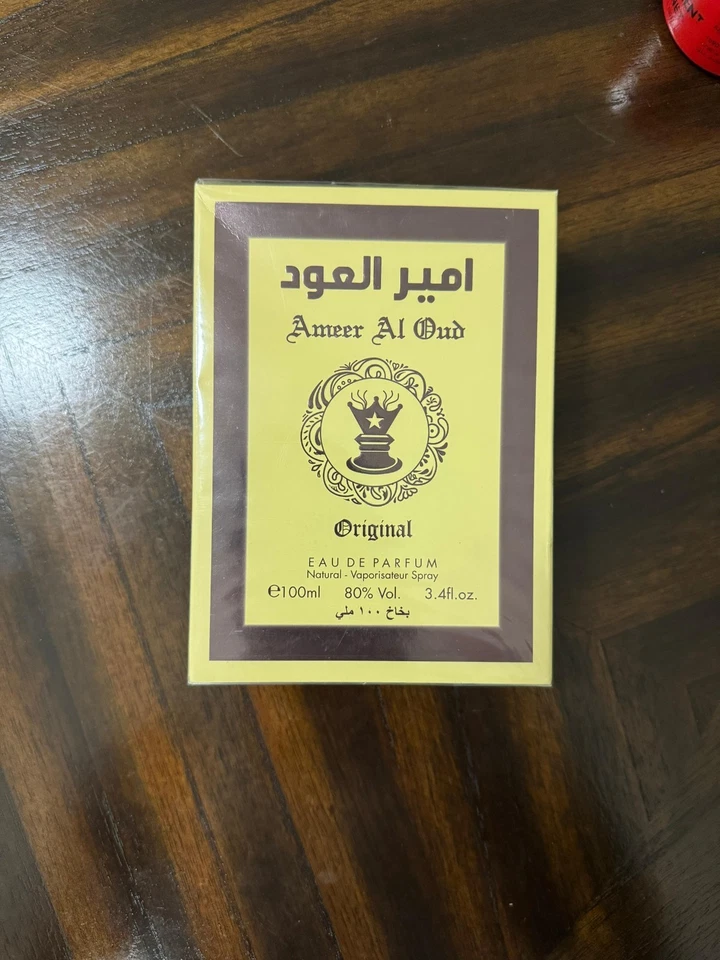 امير العود
Ameer Al Oud
Original
EAU DE PARFUM
Natural - Vaporisateur Spray
℮100ml 80% Vol. 3.4fl.oz.
بخاخ ١٠٠ ملي